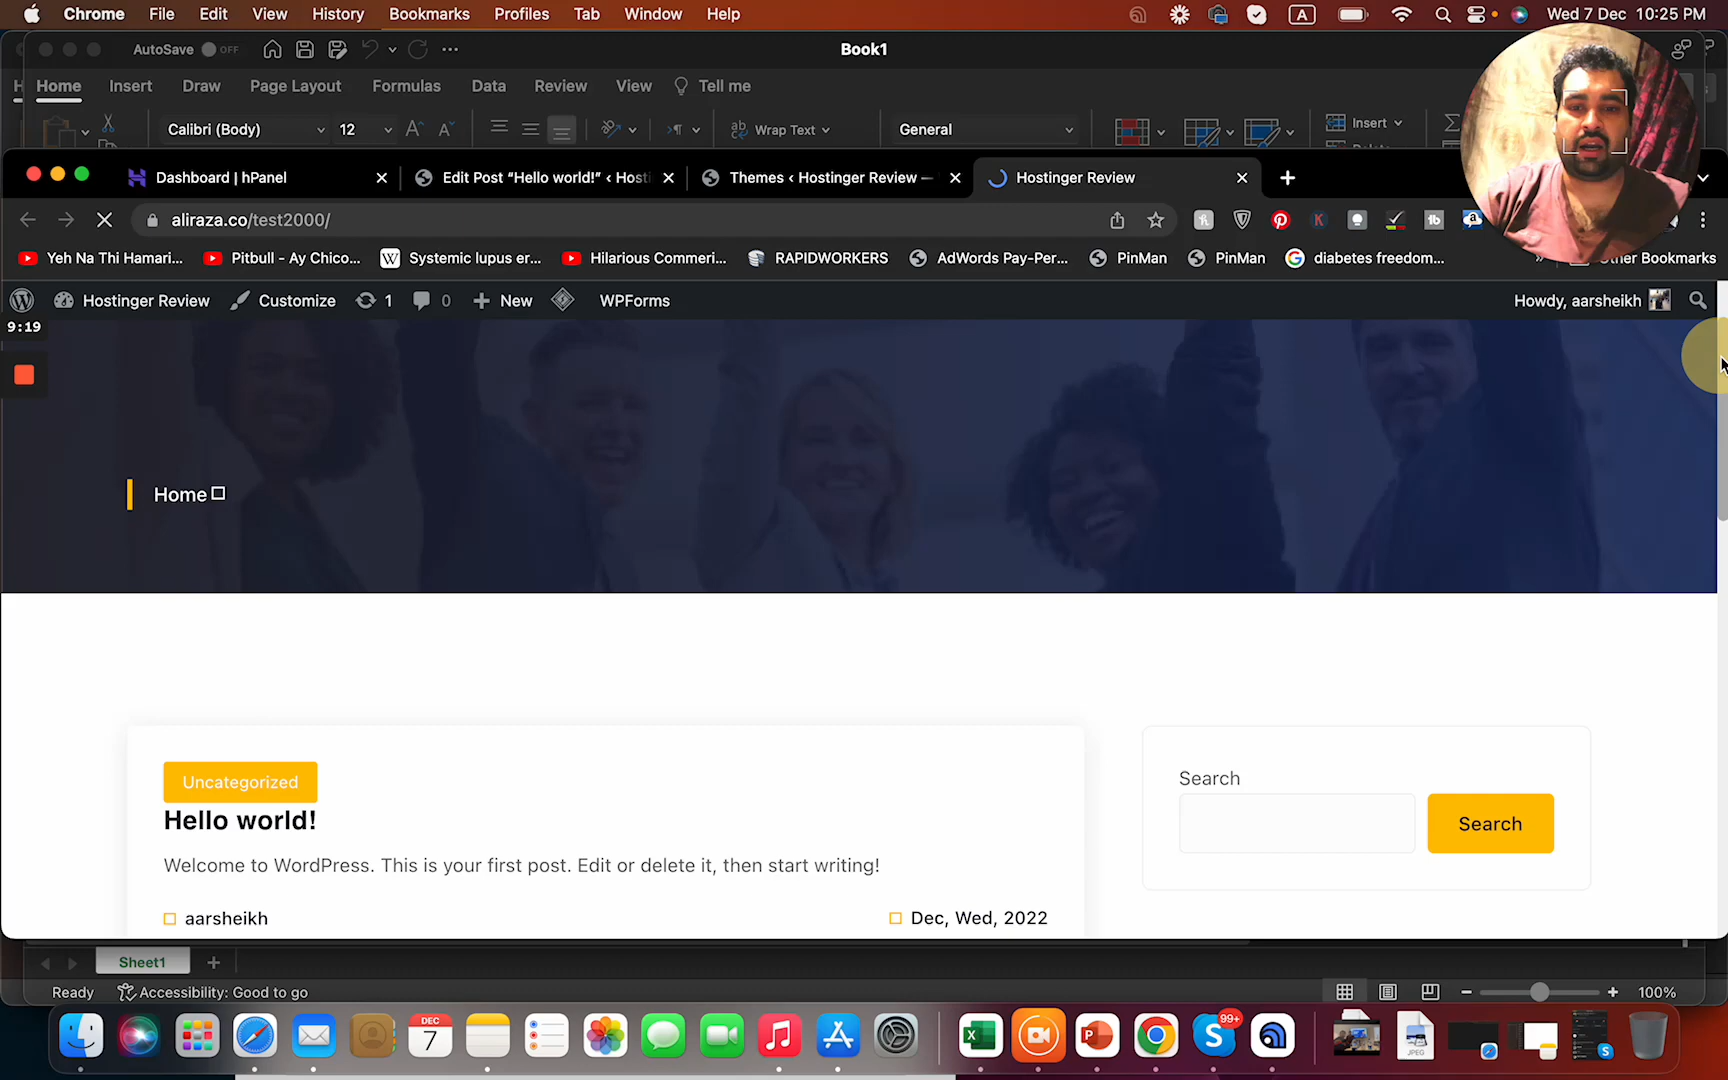 Chrome File Edit View History Bookmarks Profiles Tab Window Help A Wed 7 Dec 10:25 PM
AutoSave OFF Book1
Home Insert Draw Page Layout Formulas Data Review View Tell me
Calibri (Body) 12 Wrap Text General Insert
Dashboard | hPanel Edit Post “Hello world!” ‹ Hosti Themes ‹ Hostinger Review — Hostinger Review
aliraza.co/test2000/
Yeh Na Thi Hamari... Pitbull - Ay Chico... Systemic lupus er... Hilarious Commeri... RAPIDWORKERS AdWords Pay-Per... PinMan PinMan diabetes freedom... » Other Bookmarks
Hostinger Review Customize 1 0 New WPForms Howdy, aarsheikh
9:19
Home
Uncategorized
Hello world!
Welcome to WordPress. This is your first post. Edit or delete it, then start writing!
aarsheikh Dec, Wed, 2022
Search
Search
Sheet1
Ready Accessibility: Good to go 100%
DEC
7
99+
JPEG